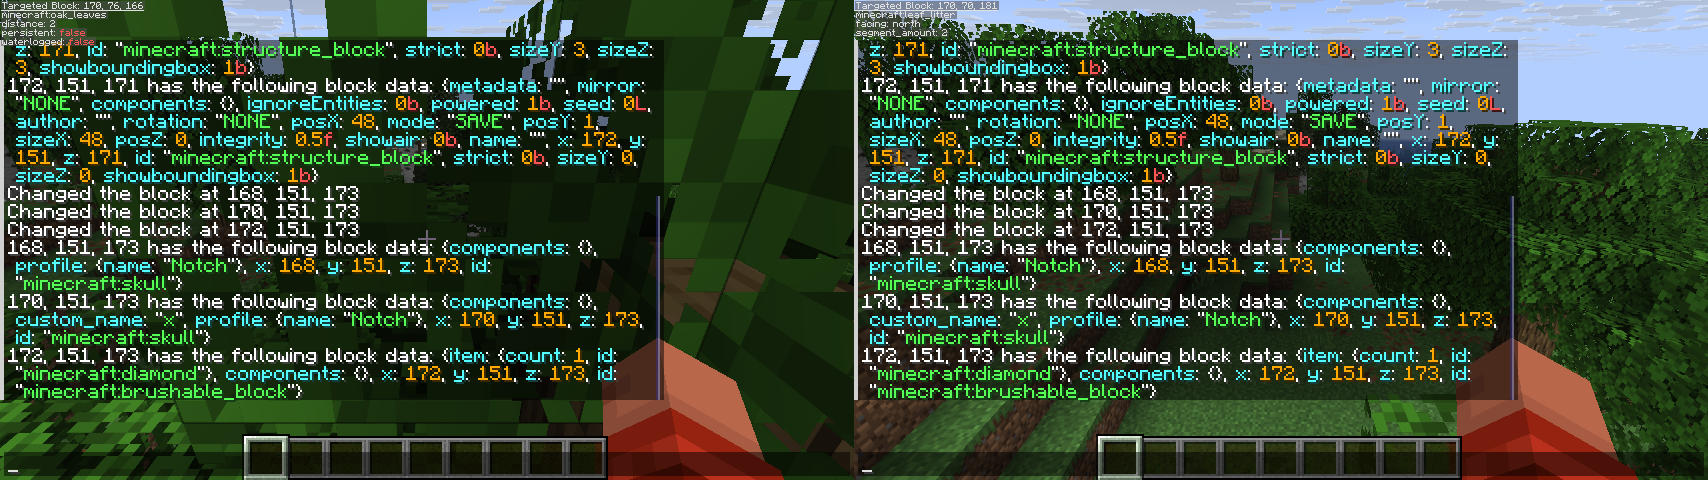 Targeted Block: 170, 76, 166
minecraft:oak_leaves
distance: 2
persistent: false
waterlogged: false
z: 171, id: "minecraft:structure_block", strict: 0b, sizeY: 3, sizeZ:
3, showboundingbox: 1b}
172, 151, 171 has the following block data: {metadata: "", mirror:
"NONE", components: {}, ignoreEntities: 0b, powered: 1b, seed: 0L,
author: "", rotation: "NONE", posX: 48, mode: "SAVE", posY: 1,
sizeX: 48, posZ: 0, integrity: 0.5f, showair: 0b, name: "", x: 172, y:
151, z: 171, id: "minecraft:structure_block", strict: 0b, sizeY: 0,
sizeZ: 0, showboundingbox: 1b}
Changed the block at 168, 151, 173
Changed the block at 170, 151, 173
Changed the block at 172, 151, 173
168, 151, 173 has the following block data: {components: {},
profile: {name: "Notch"}, x: 168, y: 151, z: 173, id:
"minecraft:skull"}
170, 151, 173 has the following block data: {components: {},
custom_name: "x", profile: {name: "Notch"}, x: 170, y: 151, z: 173,
id: "minecraft:skull"}
172, 151, 173 has the following block data: {item: {count: 1, id:
"minecraft:diamond"}, components: {}, x: 172, y: 151, z: 173, id:
"minecraft:brushable_block"}
_
Targeted Block: 170, 70, 181
minecraft:leaf_litter
facing: north
segment_amount: 2
z: 171, id: "minecraft:structure_block", strict: 0b, sizeY: 3, sizeZ:
3, showboundingbox: 1b}
172, 151, 171 has the following block data: {metadata: "", mirror:
"NONE", components: {}, ignoreEntities: 0b, powered: 1b, seed: 0L,
author: "", rotation: "NONE", posX: 48, mode: "SAVE", posY: 1,
sizeX: 48, posZ: 0, integrity: 0.5f, showair: 0b, name: "", x: 172, y:
151, z: 171, id: "minecraft:structure_block", strict: 0b, sizeY: 0,
sizeZ: 0, showboundingbox: 1b}
Changed the block at 168, 151, 173
Changed the block at 170, 151, 173
Changed the block at 172, 151, 173
168, 151, 173 has the following block data: {components: {},
profile: {name: "Notch"}, x: 168, y: 151, z: 173, id:
"minecraft:skull"}
170, 151, 173 has the following block data: {components: {},
custom_name: "x", profile: {name: "Notch"}, x: 170, y: 151, z: 173,
id: "minecraft:skull"}
172, 151, 173 has the following block data: {item: {count: 1, id:
"minecraft:diamond"}, components: {}, x: 172, y: 151, z: 173, id:
"minecraft:brushable_block"}
_